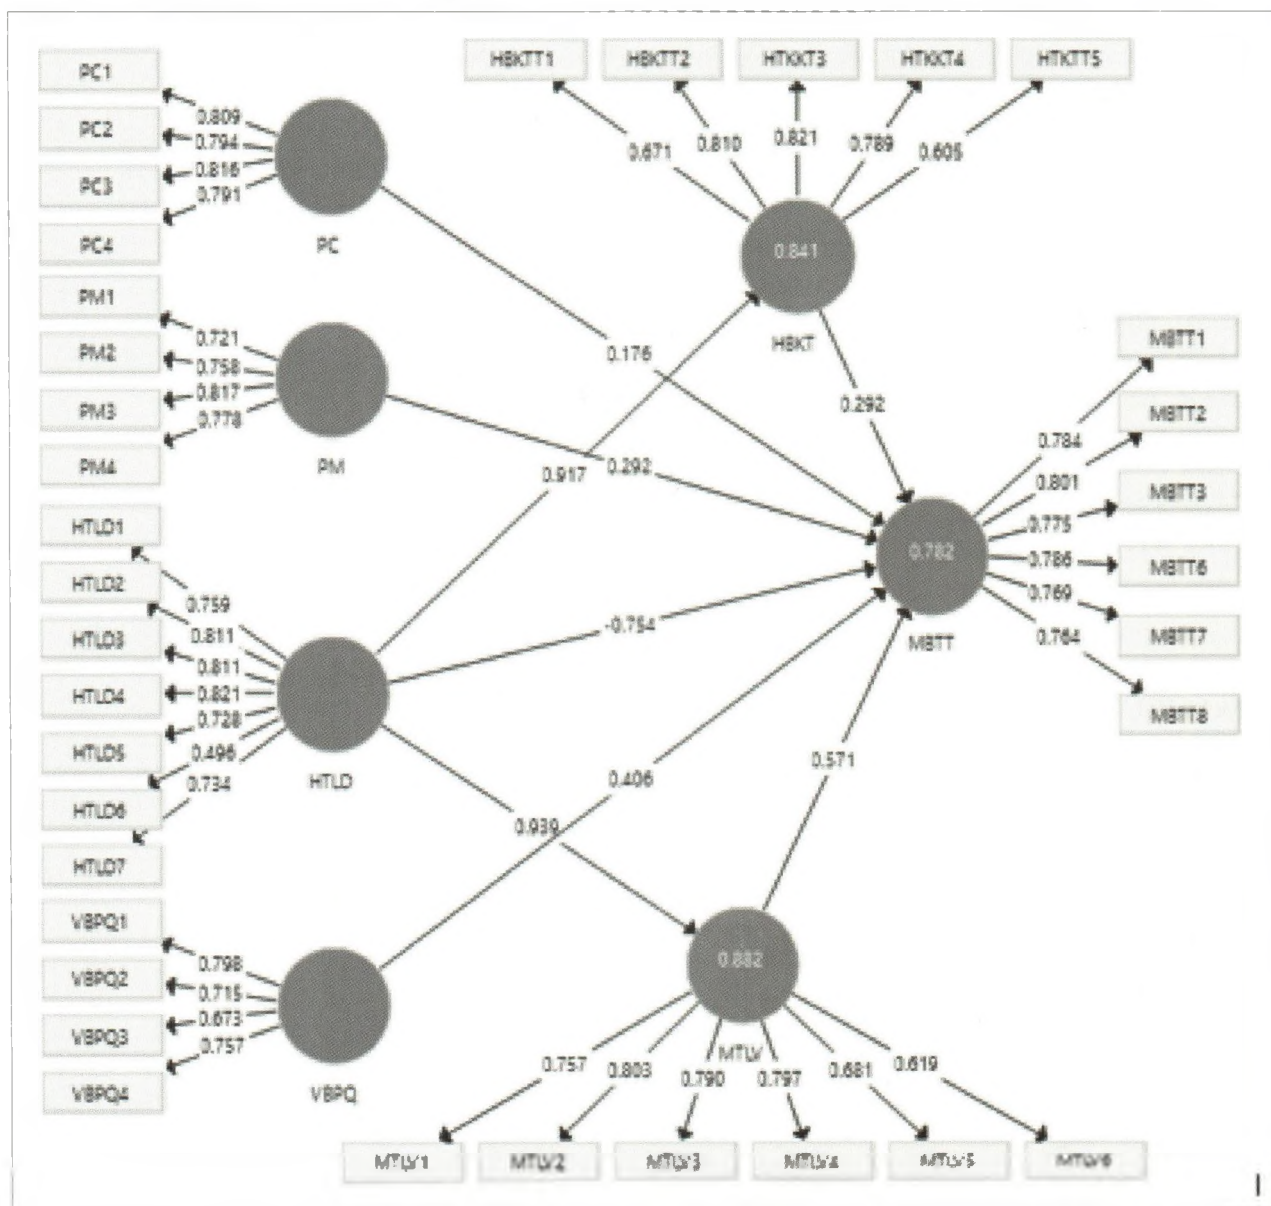 PC1
PC2
PC3
PC4
0.809
0.794
0.816
0.791
PC
HBKTT1
HBKTT2
HTKKT3
HTKKT4
HTKTT5
0.671
0.810
0.821
0.789
0.605
0.841
HBKT
PM1
PM2
PM3
PM4
0.721
0.758
0.817
0.778
PM
0.176
0.292
0.917
0.292
HTLD1
HTLD2
HTLD3
HTLD4
HTLD5
HTLD6
HTLD7
0.759
0.811
0.811
0.821
0.728
0.496
0.734
HTLD
-0.754
0.406
0.939
0.571
0.782
MBTT
0.784
0.801
0.775
0.786
0.769
0.764
MBTT1
MBTT2
MBTT3
MBTT6
MBTT7
MBTT8
VBPQ1
VBPQ2
VBPQ3
VBPQ4
0.798
0.715
0.673
0.757
VBPQ
0.882
MTLV
0.757
0.803
0.790
0.797
0.681
0.619
MTLV1
MTLV2
MTLV3
MTLV4
MTLV5
MTLV6